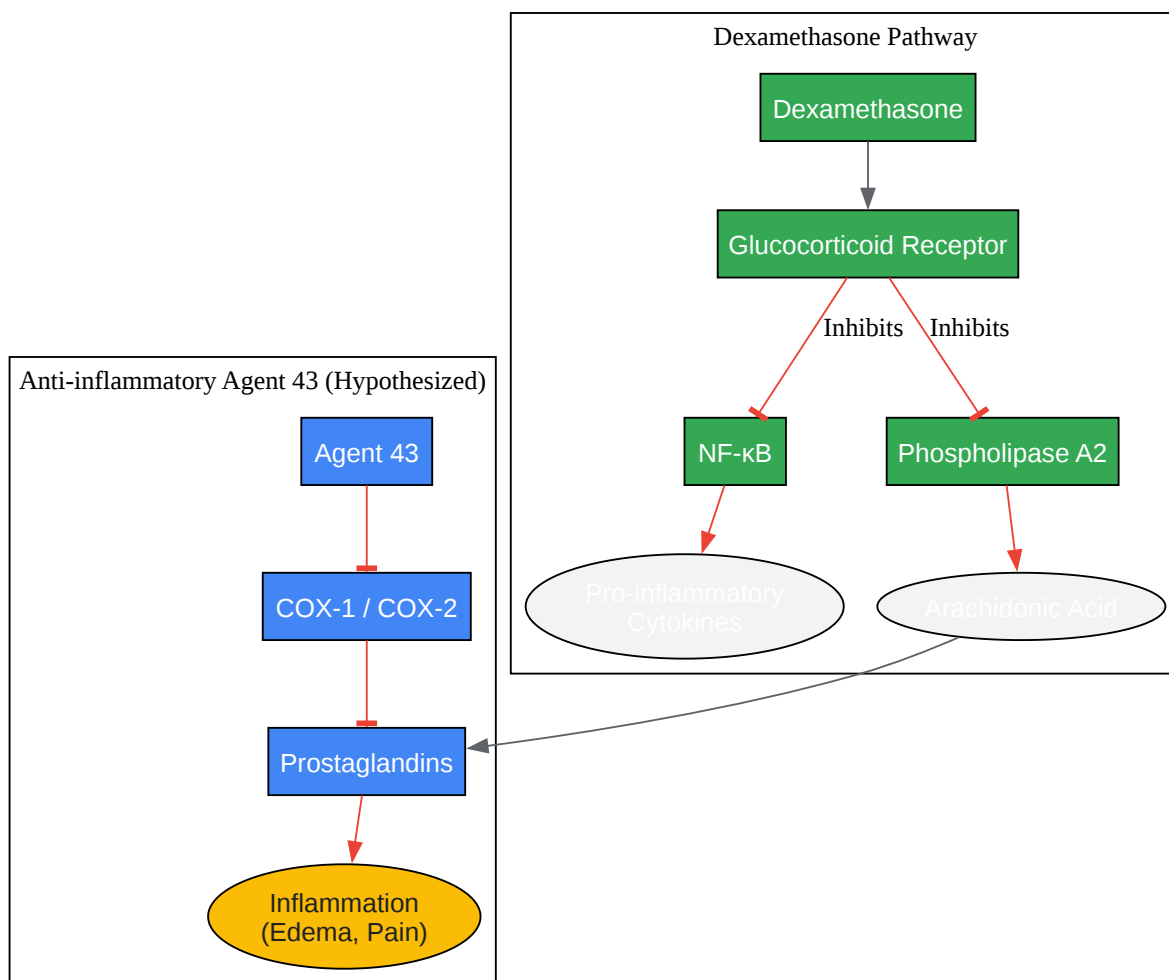 Dexamethasone Pathway
Dexamethasone
Glucocorticoid Receptor
Inhibits
Inhibits
Anti-inflammatory Agent 43 (Hypothesized)
Agent 43
NF-κB
Phospholipase A2
COX-1 / COX-2
Pro-inflammatory
Cytokines
Arachidonic Acid
Prostaglandins
Inflammation
(Edema, Pain)